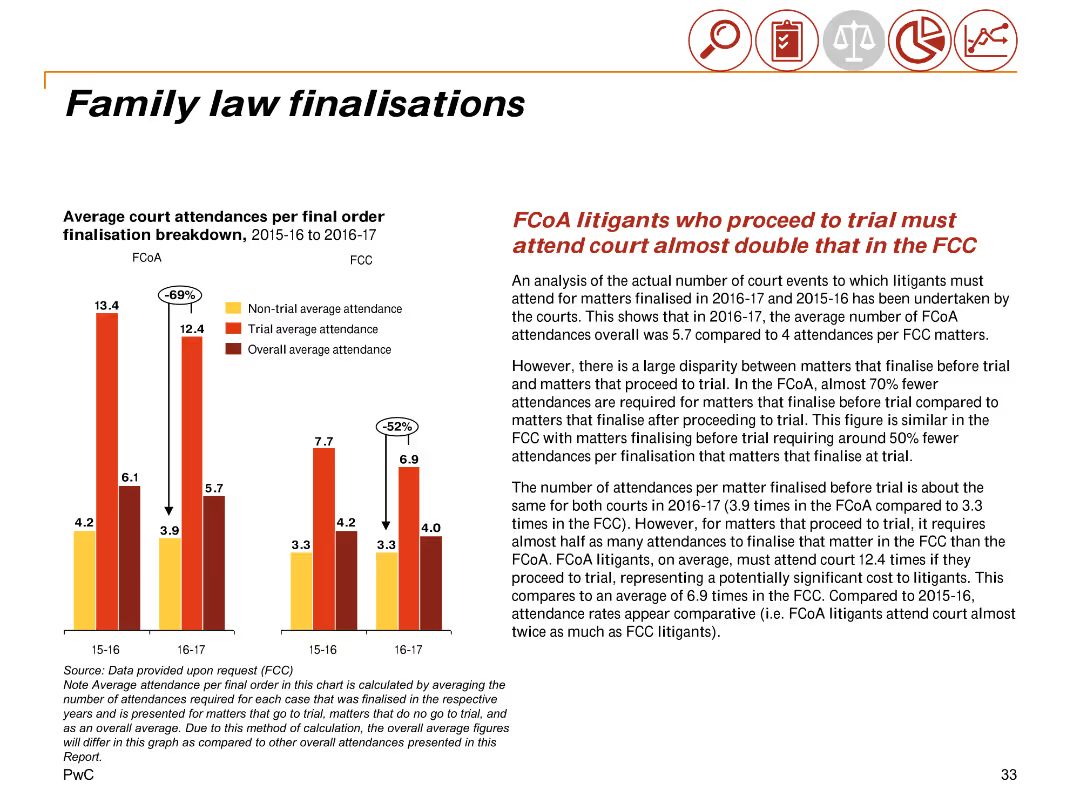 Family law finalisations
Average court attendances per final order
finalisation breakdown, 2015-16 to 2016-17
FCoA
FCC
-69%
13.4
12.4
Non-trial average attendance
Trial average attendance
Overall average attendance
-52%
7.7
6.9
6.1
5.7
4.2
3.9
4.2
4.0
3.3
3.3
15-16
16-17
15-16
16-17
Source: Data provided upon request (FCC)
Note Average attendance per final order in this chart is calculated by averaging the
number of attendances required for each case that was finalised in the respective
years and is presented for matters that go to trial, matters that do no go to trial, and
as an overall average. Due to this method of calculation, the overall average figures
will differ in this graph as compared to other overall attendances presented in this
Report.
FCoA litigants who proceed to trial must
attend court almost double that in the FCC
An analysis of the actual number of court events to which litigants must
attend for matters finalised in 2016-17 and 2015-16 has been undertaken by
the courts. This shows that in 2016-17, the average number of FCoA
attendances overall was 5.7 compared to 4 attendances per FCC matters.
However, there is a large disparity between matters that finalise before trial
and matters that proceed to trial. In the FCoA, almost 70% fewer
attendances are required for matters that finalise before trial compared to
matters that finalise after proceeding to trial. This figure is similar in the
FCC with matters finalising before trial requiring around 50% fewer
attendances per finalisation that matters that finalise at trial.
The number of attendances per matter finalised before trial is about the
same for both courts in 2016-17 (3.9 times in the FCoA compared to 3.3
times in the FCC). However, for matters that proceed to trial, it requires
almost half as many attendances to finalise that matter in the FCC than the
FCoA. FCoA litigants, on average, must attend court 12.4 times if they
proceed to trial, representing a potentially significant cost to litigants. This
compares to an average of 6.9 times in the FCC. Compared to 2015-16,
attendance rates appear comparative (i.e. FCoA litigants attend court almost
twice as much as FCC litigants).
PwC
33